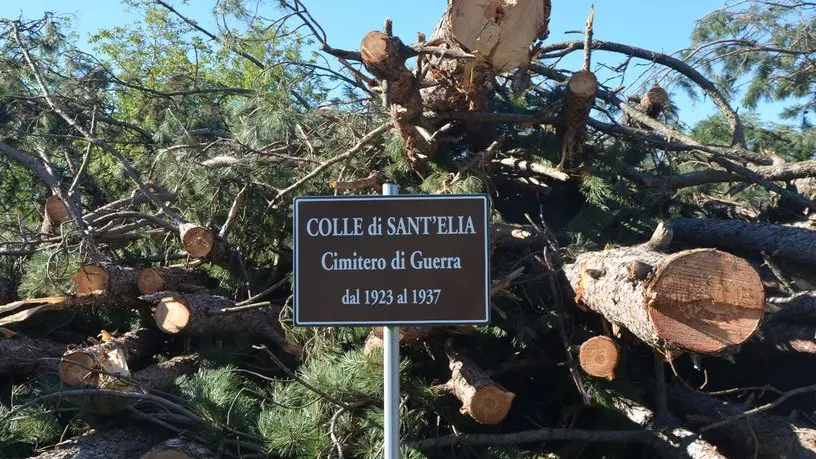 COLLE di SANT'ELIA
Cimitero di Guerra
dal 1923 al 1937